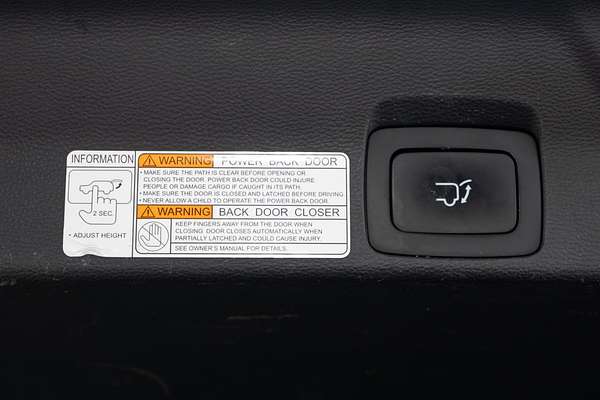 INFORMATION
2 SEC
• ADJUST HEIGHT
WARNING POWER BACK DOOR
• MAKE SURE THE PATH IS CLEAR BEFORE OPENING OR
CLOSING THE DOOR. POWER BACK DOOR COULD INJURE
PEOPLE OR DAMAGE CARGO IF CAUGHT IN ITS PATH.
• MAKE SURE THE DOOR IS CLOSED AND LATCHED BEFORE DRIVING.
• NEVER ALLOW A CHILD TO OPERATE THE POWER BACK DOOR.
WARNING BACK DOOR CLOSER
KEEP FINGERS AWAY FROM THE DOOR WHEN
CLOSING. DOOR CLOSES AUTOMATICALLY WHEN
PARTIALLY LATCHED AND COULD CAUSE INJURY.
SEE OWNER'S MANUAL FOR DETAILS.